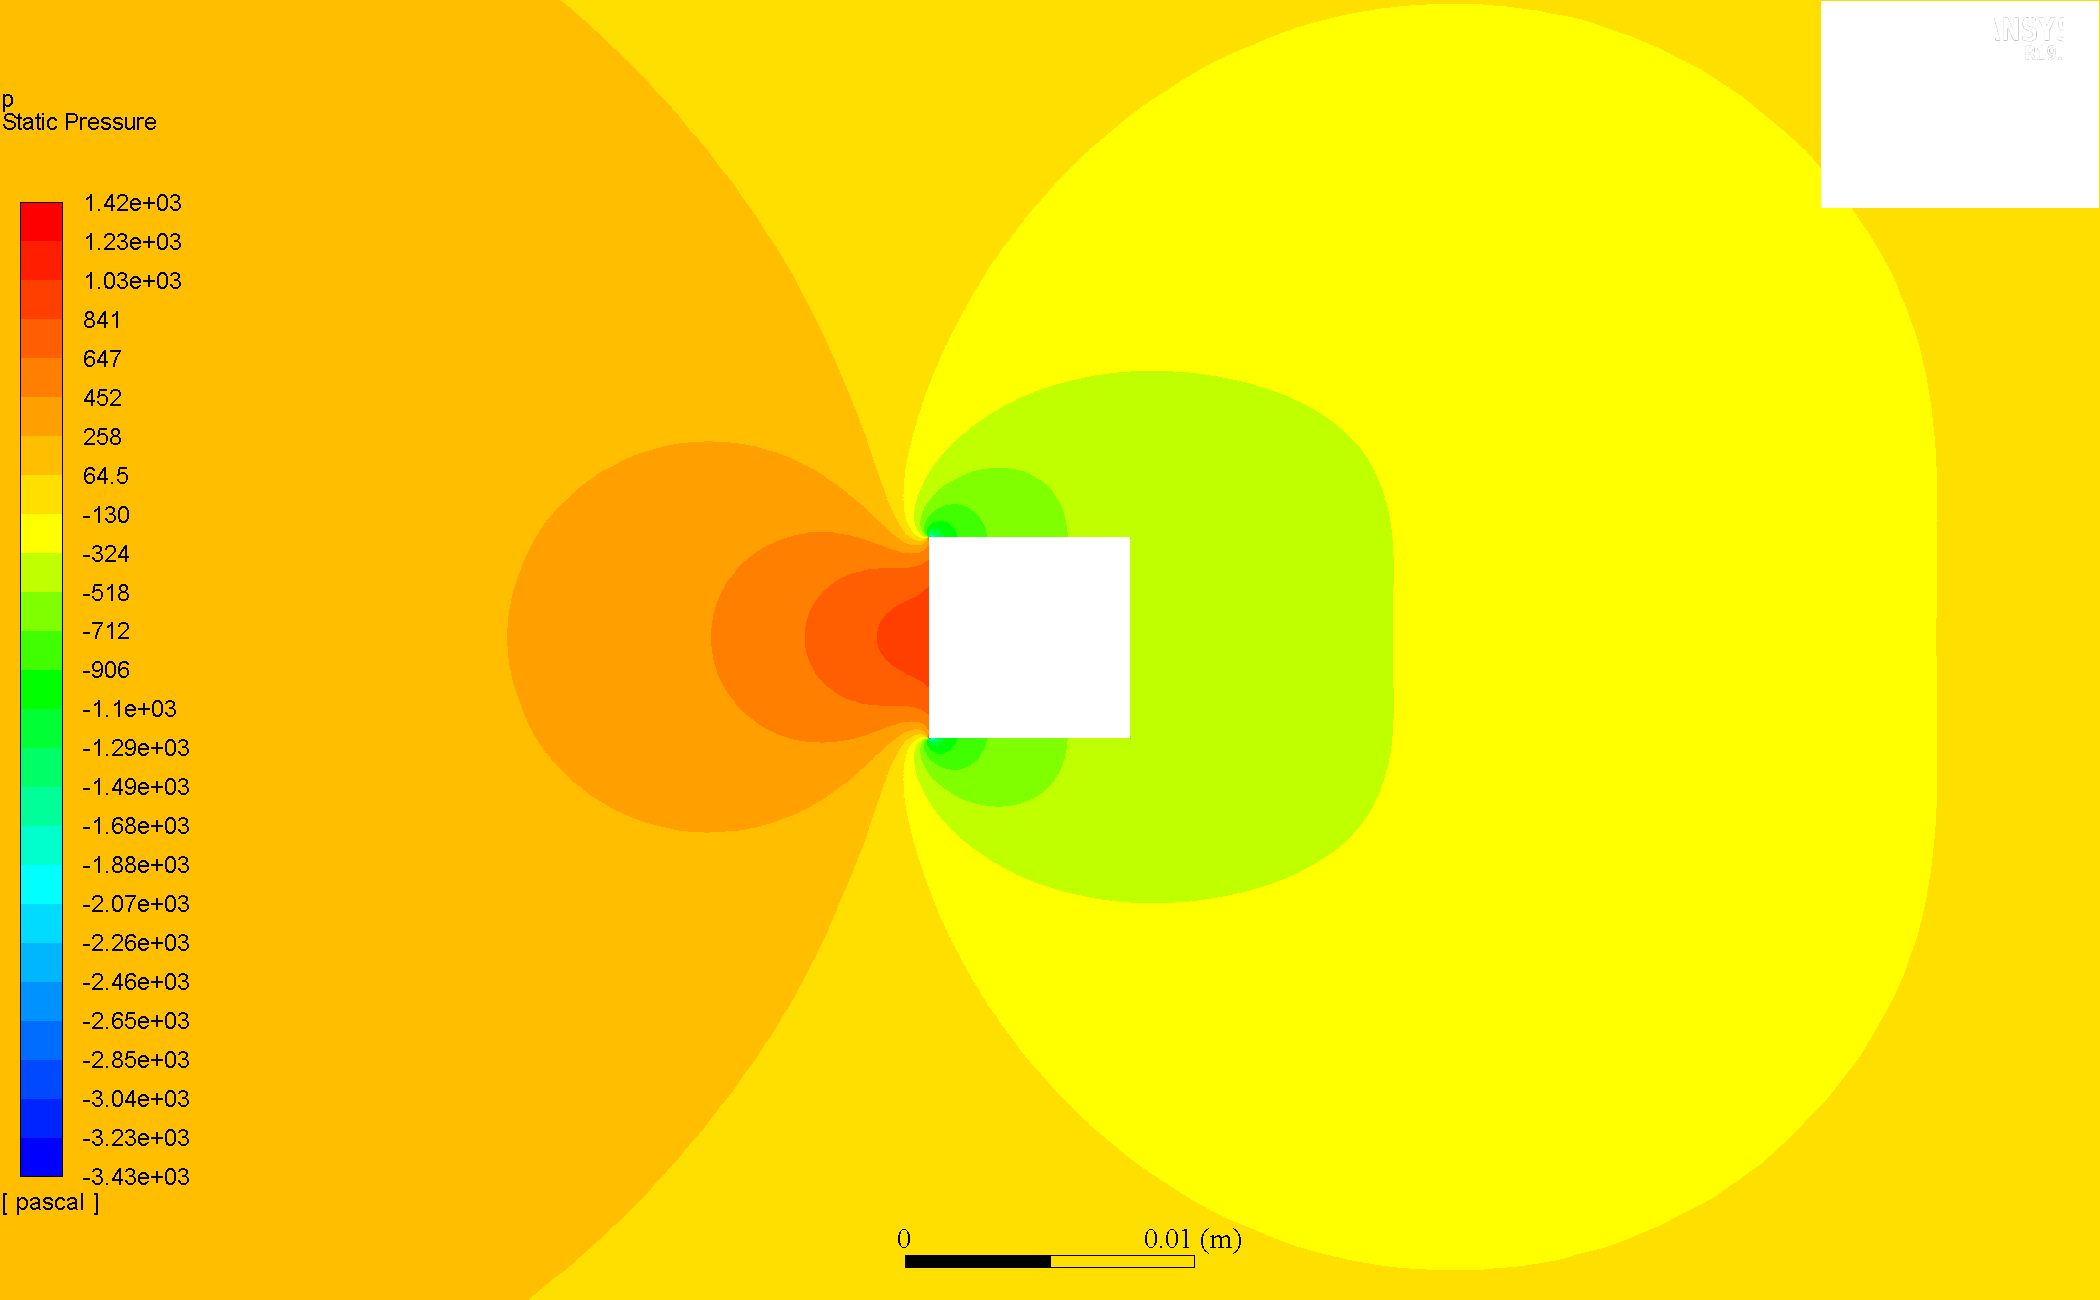 p
Static Pressure
1.42e+03
1.23e+03
1.03e+03
841
647
452
258
64.5
-130
-324
-518
-712
-906
-1.1e+03
-1.29e+03
-1.49e+03
-1.68e+03
-1.88e+03
-2.07e+03
-2.26e+03
-2.46e+03
-2.65e+03
-2.85e+03
-3.04e+03
-3.23e+03
-3.43e+03
[ pascal ]
0 0.01 (m)